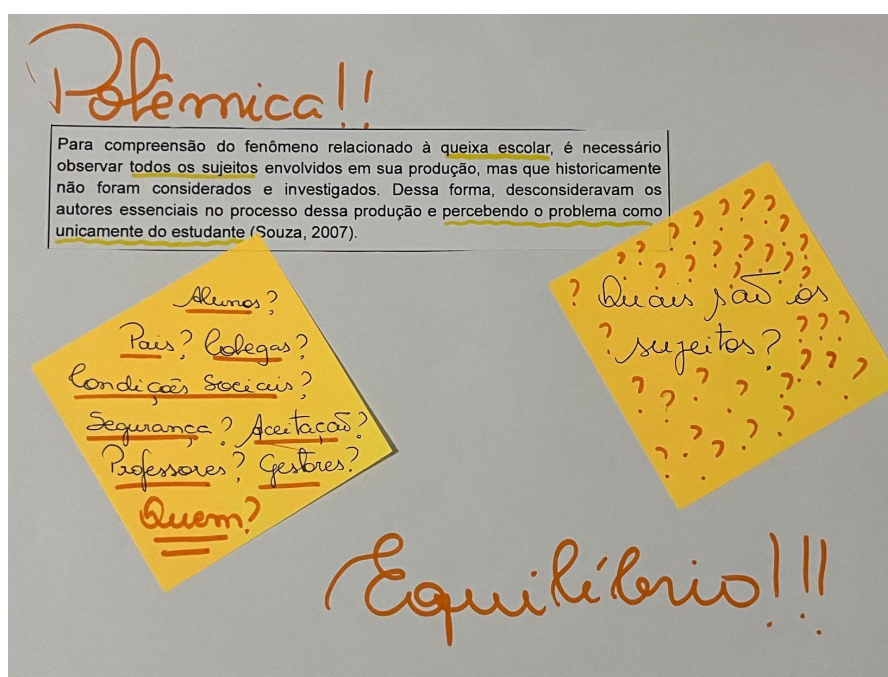 Polêmica!!
Para compreensão do fenômeno relacionado à queixa escolar, é necessário
observar todos os sujeitos envolvidos em sua produção, mas que historicamente
não foram considerados e investigados. Dessa forma, desconsideravam os
autores essenciais no processo dessa produção e percebendo o problema como
unicamente do estudante (Souza, 2007).
Alunos?
Pais? Colegas?
Condições Sociais?
Segurança? Aceitação?
Professores? Gestores?
Quem?
? ? ? ? ? ? ? ? ? ? ? ? ? ? ? ? ? ?
? Quais são os
? sujeitos? ? ? ?
? ? ? ? ? ? ? ? ? ? ? ? ?
Equilíbrio!!!